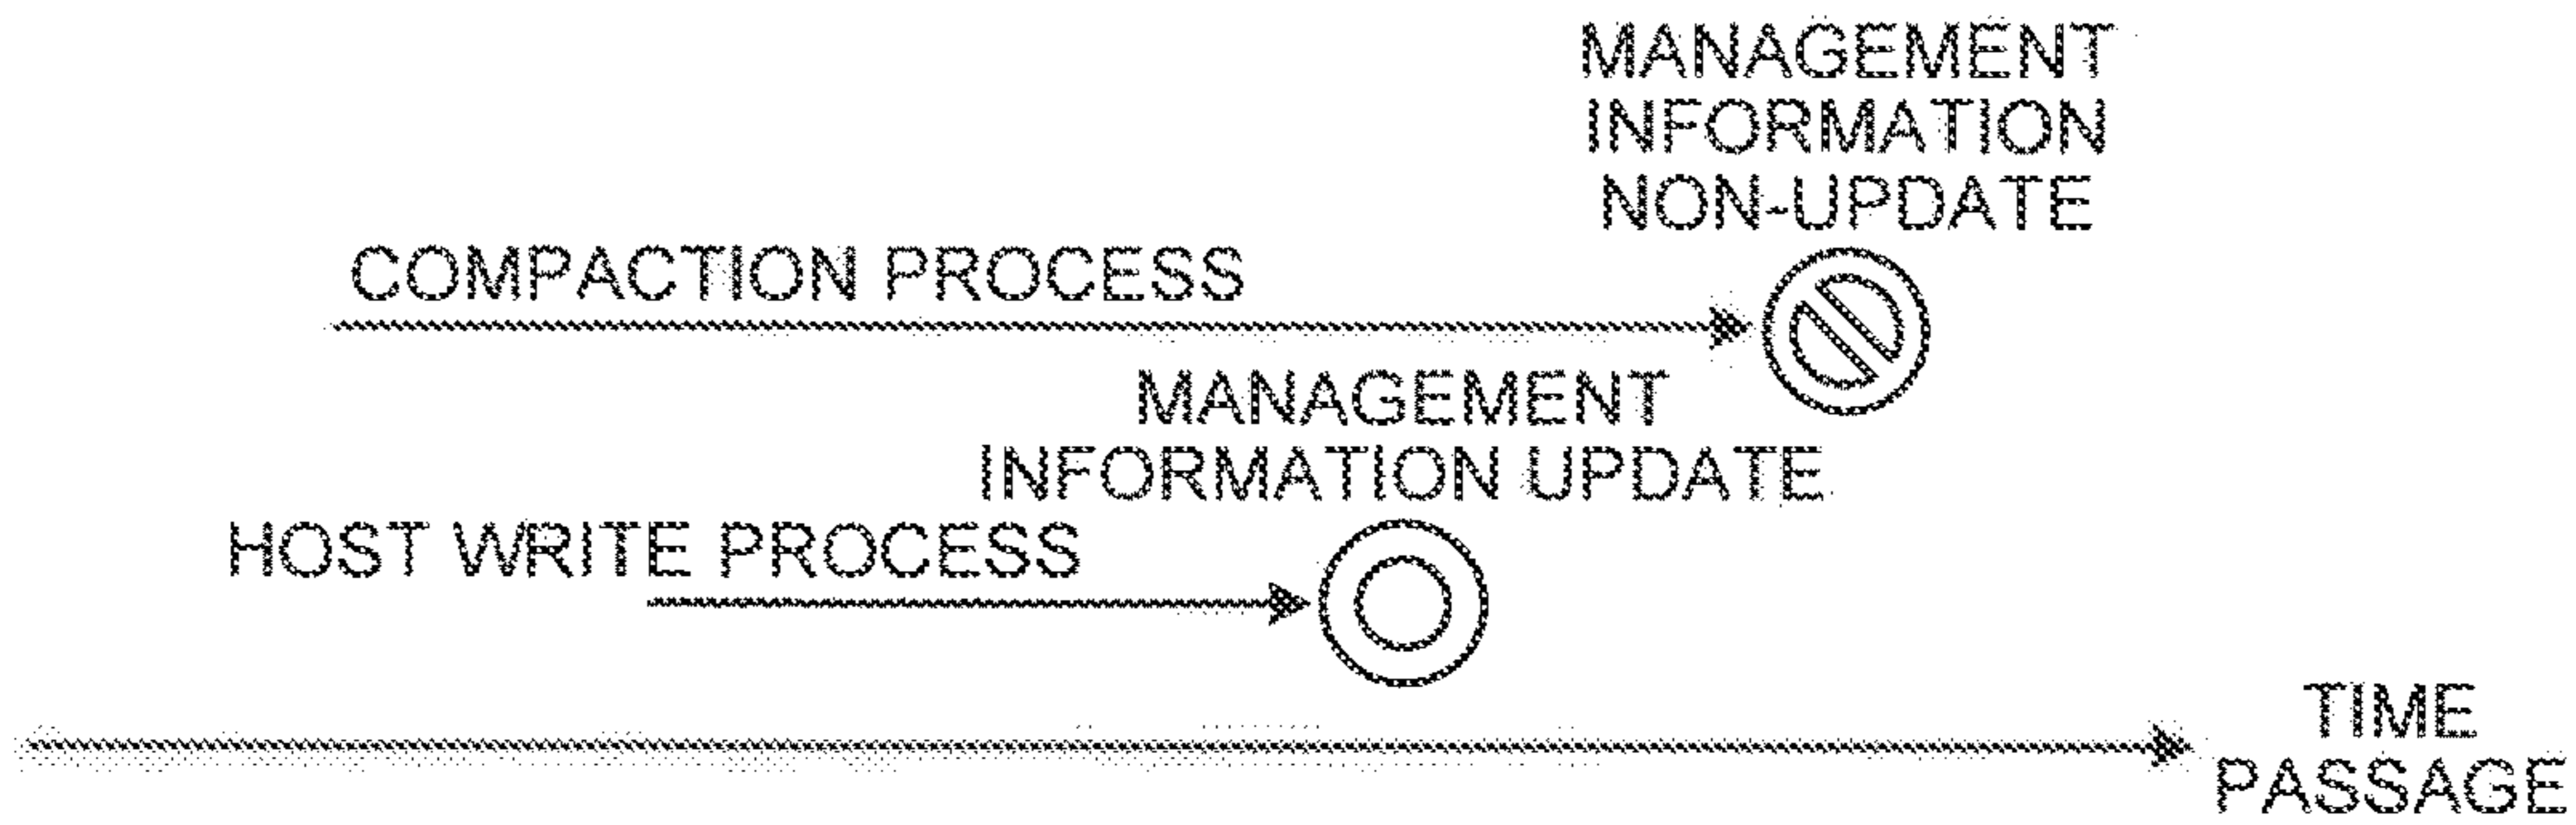 MANAGEMENT
INFORMATION
NON-UPDATE
COMPACTION PROCESS
MANAGEMENT
INFORMATION UPDATE
HOST WRITE PROCESS
TIME
PASSAGE